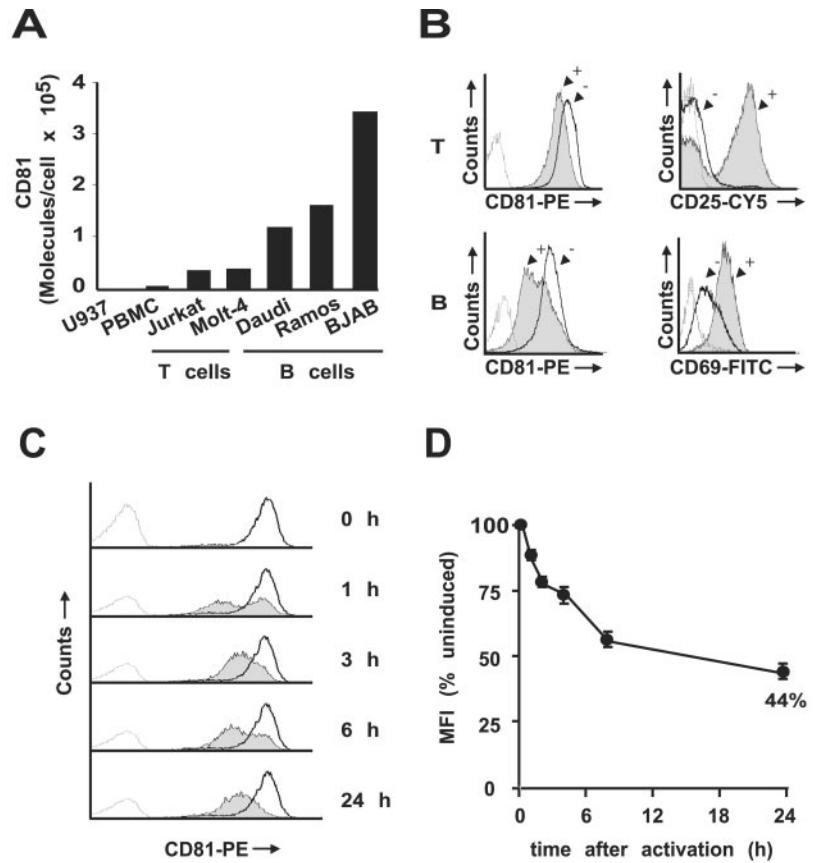 A
CD81
(Molecules/cell x 10⁵)
4
3
2
1
0
U937
PBMC
Jurkat
Molt-4
Daudi
Ramos
BJAB
T cells
B cells
B
T
Counts
+
-
CD81-PE
Counts
-
+
CD25-CY5
B
Counts
+
-
CD81-PE
Counts
-
+
CD69-FITC
C
0 h
1 h
3 h
6 h
24 h
Counts
CD81-PE
D
MFI (% uninduced)
100
75
50
25
0
44%
0 6 12 18 24
time after activation (h)